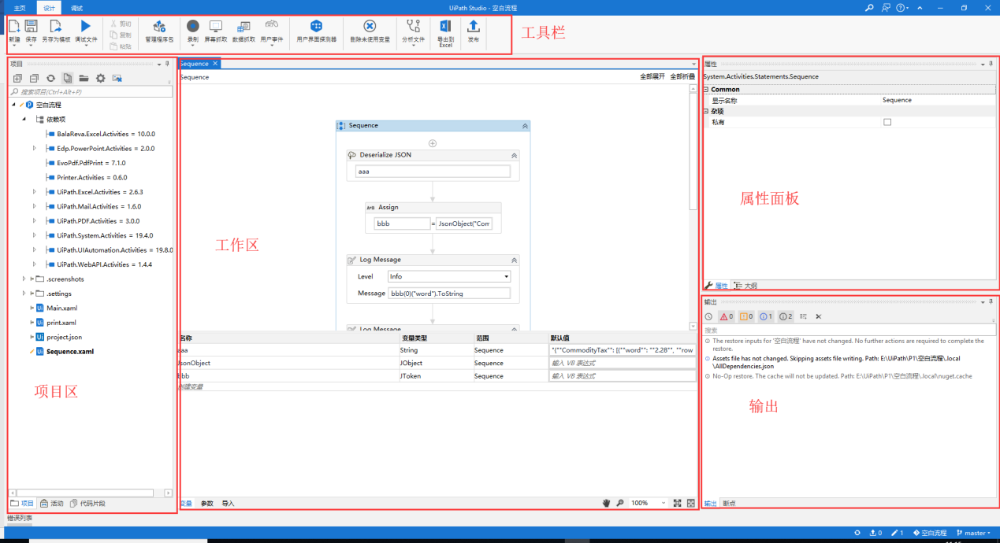 主页 设计 调试 UiPath Studio - 空白流程
新建 保存 另存为模板 调试文件 剪切 复制 粘贴 管理程序包 录制 屏幕抓取 数据抓取 用户事件 用户界面探测器 删除未使用变量 分析文件 导出到 Excel 发布
工具栏
项目
搜索项目(Ctrl+Alt+P)
空白流程
依赖项
BalaReva.Excel.Activities = 10.0.0
Edp.PowerPoint.Activities = 2.0.0
EvoPdf.PdfPrint = 7.1.0
Printer.Activities = 0.6.0
UiPath.Excel.Activities = 2.6.3
UiPath.Mail.Activities = 1.6.0
UiPath.PDF.Activities = 3.0.0
UiPath.System.Activities = 19.4.0
UiPath.UIAutomation.Activities = 19.8.0
UiPath.WebAPI.Activities = 1.4.4
.screenshots
.settings
Main.xaml
print.xaml
project.json
Sequence.xaml
项目区
项目 活动 代码片段
错误列表
Sequence
Sequence 全部展开 全部折叠
Sequence
Deserialize JSON
aaa
Assign
bbb = JsonObject("Com
Log Message
Level Info
Message bbb(0)("word").ToString
Log Message
工作区
名称 变量类型 范围 默认值
aaa String Sequence "{""CommodityTax"": [{""word"": ""2.28"", ""row
JsonObject JObject Sequence 输入 VB 表达式
bbb JToken Sequence 输入 VB 表达式
创建变量
变量 参数 导入 100%
属性
System.Activities.Statements.Sequence
Common
显示名称 Sequence
杂项
私有
属性面板
属性 大纲
输出
0 0 1 2
搜索
The restore inputs for '空白流程' have not changed. No further actions are required to complete the
restore.
Assets file has not changed. Skipping assets file writing. Path: E:\UiPath\P1\空白流程\.local
\AllDependencies.json
No-Op restore. The cache will not be updated. Path: E:\UiPath\P1\空白流程\.local\nuget.cache
输出
输出 断点
0 1 空白流程 master